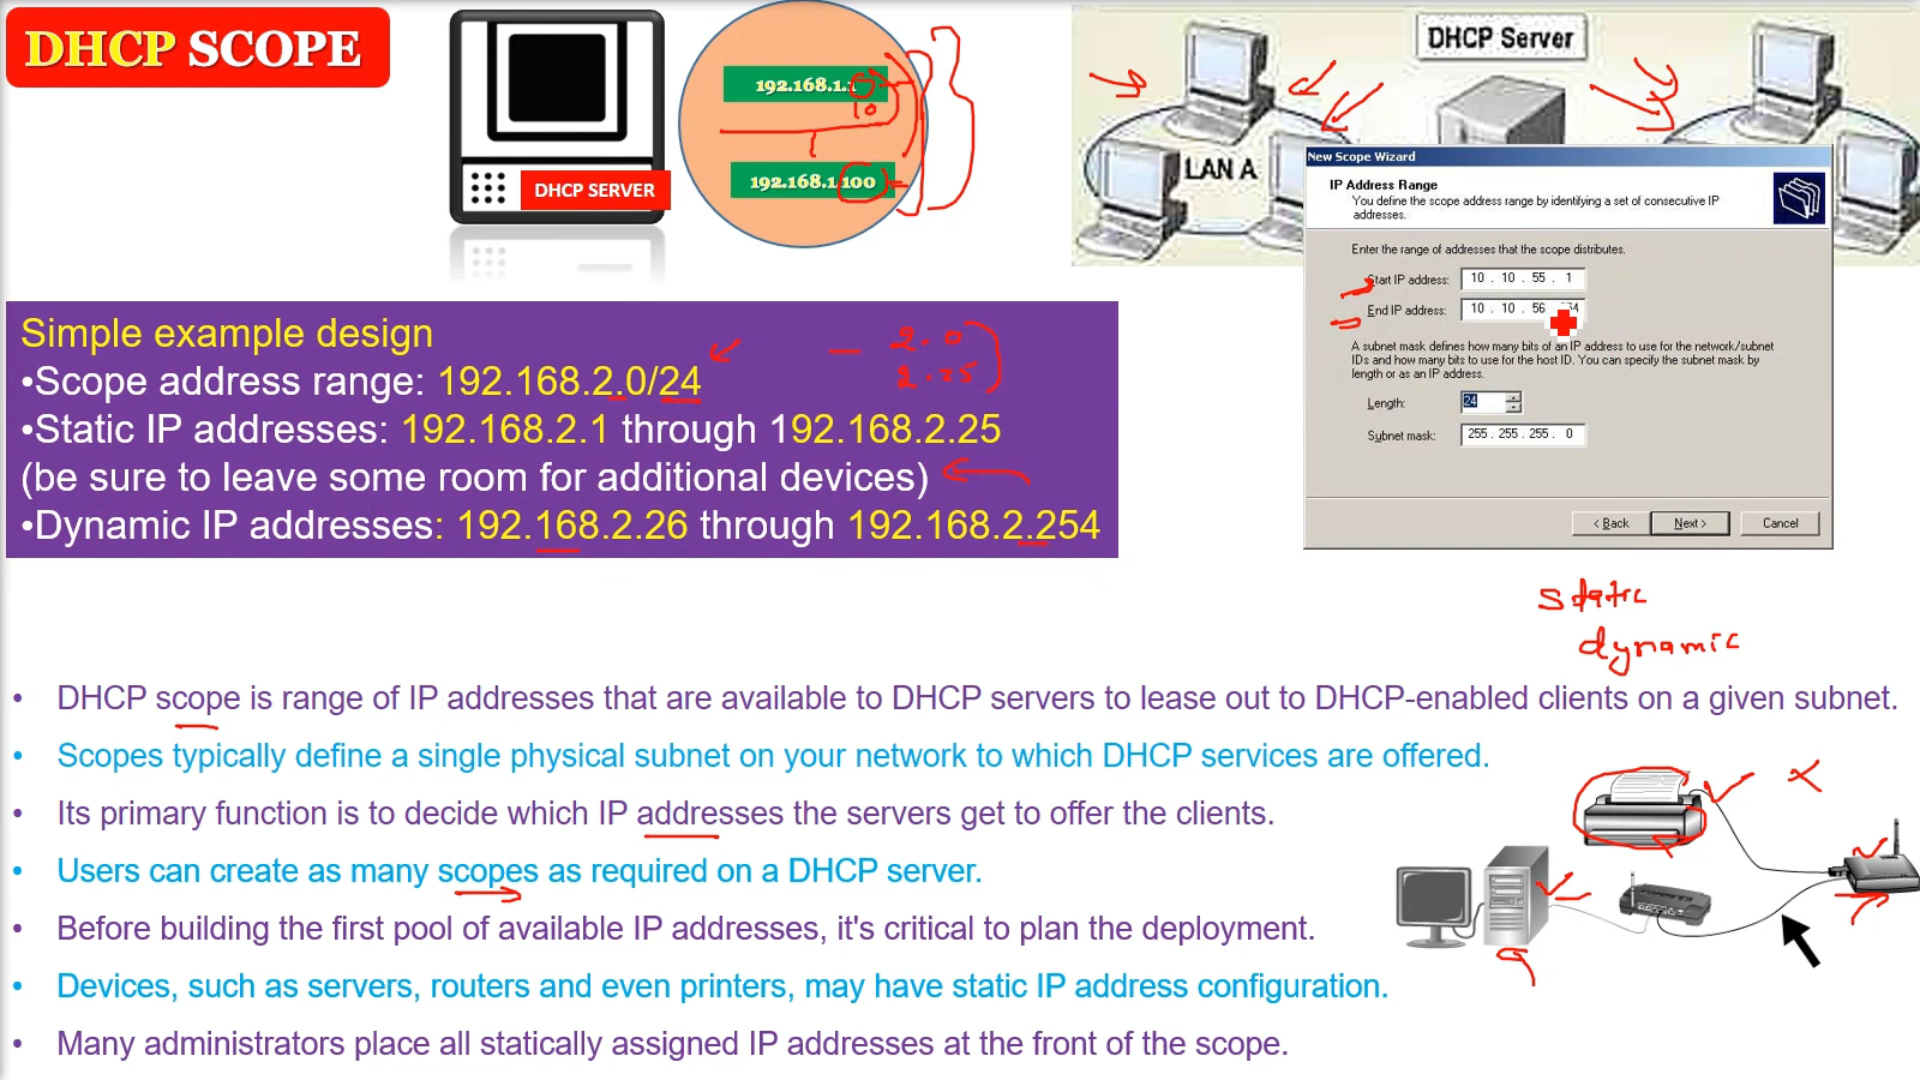 DHCP SCOPE
DHCP SERVER
192.168.1.1
10
192.168.1.100
DHCP Server
LAN A
New Scope Wizard
IP Address Range
You define the scope address range by identifying a set of consecutive IP
addresses.
Enter the range of addresses that the scope distributes.
Start IP address: 10 . 10 . 55 . 1
End IP address: 10 . 10 . 56
A subnet mask defines how many bits of an IP address to use for the network/subnet
IDs and how many bits to use for the host ID. You can specify the subnet mask by
length or as an IP address.
Length: 24
Subnet mask: 255 . 255 . 255 . 0
< Back Next > Cancel
Simple example design
•Scope address range: 192.168.2.0/24
2.0
•Static IP addresses: 192.168.2.1 through 192.168.2.25
(be sure to leave some room for additional devices)
•Dynamic IP addresses: 192.168.2.26 through 192.168.2.254
static
dynamic
• DHCP scope is range of IP addresses that are available to DHCP servers to lease out to DHCP-enabled clients on a given subnet.
• Scopes typically define a single physical subnet on your network to which DHCP services are offered.
• Its primary function is to decide which IP addresses the servers get to offer the clients.
• Users can create as many scopes as required on a DHCP server.
• Before building the first pool of available IP addresses, it's critical to plan the deployment.
• Devices, such as servers, routers and even printers, may have static IP address configuration.
• Many administrators place all statically assigned IP addresses at the front of the scope.